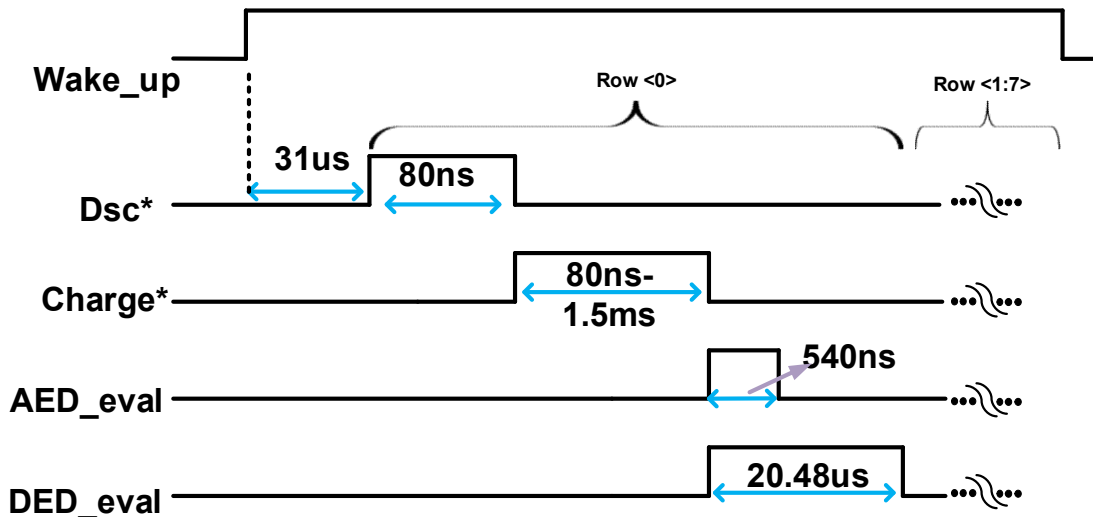 Wake_up
Row <0>
Row <1:7>
31us
80ns
Dsc*
Charge*
80ns-
1.5ms
540ns
AED_eval
20.48us
DED_eval